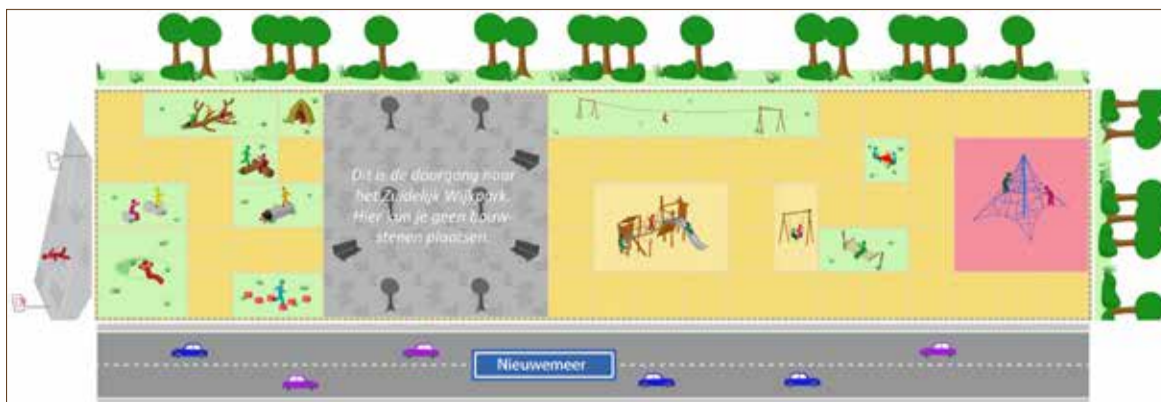 Dit is de doorgang naar
het Zuidelijk Wijkpark.
Hier kun je geen bouw-
stenen plaatsen.
Nieuwemeer